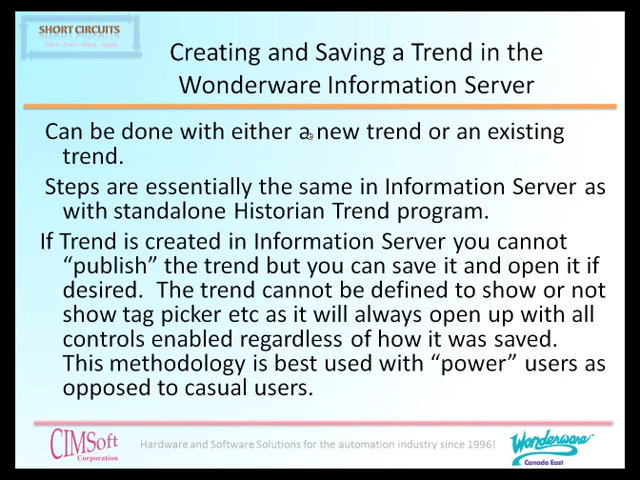 SHORT CIRCUITS
Learn - Test - Share - Apply
Creating and Saving a Trend in the
Wonderware Information Server
Can be done with either a new trend or an existing
trend.
Steps are essentially the same in Information Server as
with standalone Historian Trend program.
If Trend is created in Information Server you cannot
“publish” the trend but you can save it and open it if
desired.  The trend cannot be defined to show or not
show tag picker etc as it will always open up with all
controls enabled regardless of how it was saved.
This methodology is best used with “power” users as
opposed to casual users.
CIMSoft
Corporation
Hardware and Software Solutions for the automation industry since 1996!
Wonderware
Canada East